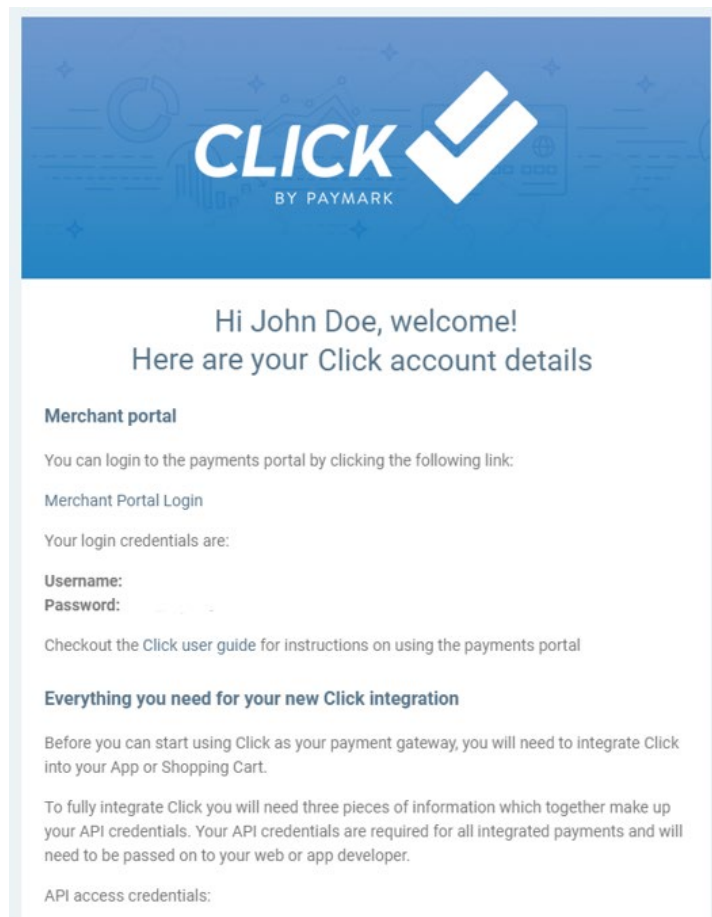 CLICK
BY PAYMARK
Hi John Doe, welcome!
Here are your Click account details
Merchant portal
You can login to the payments portal by clicking the following link:
Merchant Portal Login
Your login credentials are:
Username:
Password:
Checkout the Click user guide for instructions on using the payments portal
Everything you need for your new Click integration
Before you can start using Click as your payment gateway, you will need to integrate Click
into your App or Shopping Cart.
To fully integrate Click you will need three pieces of information which together make up
your API credentials. Your API credentials are required for all integrated payments and will
need to be passed on to your web or app developer.
API access credentials: